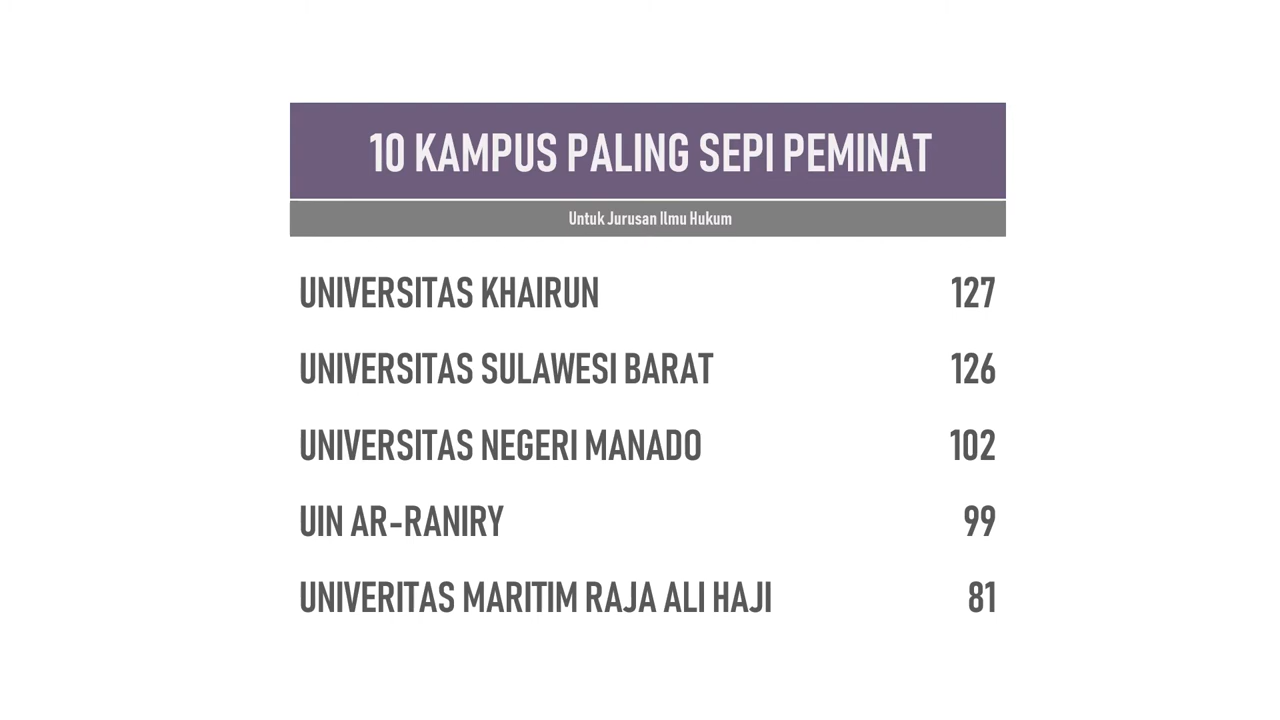 10 KAMPUS PALING SEPI PEMINAT
Untuk Jurusan Ilmu Hukum
UNIVERSITAS KHAIRUN 127
UNIVERSITAS SULAWESI BARAT 126
UNIVERSITAS NEGERI MANADO 102
UIN AR-RANIRY 99
UNIVERITAS MARITIM RAJA ALI HAJI 81